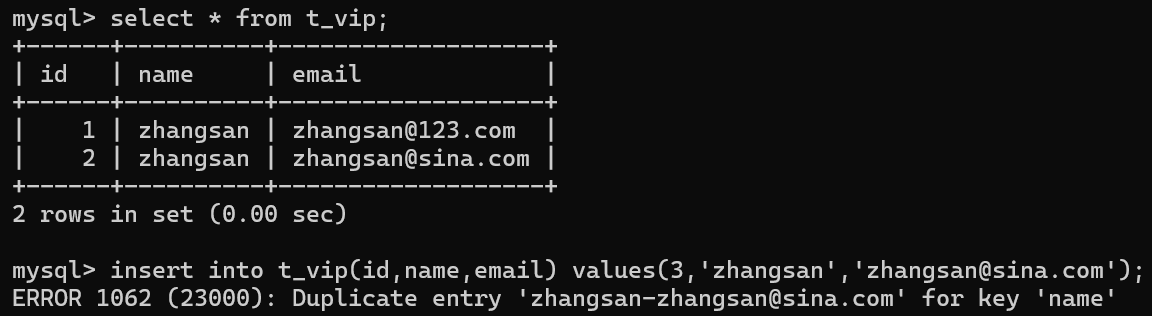 mysql> select * from t_vip;
+------+----------+-------------------+
| id   | name     | email             |
+------+----------+-------------------+
|    1 | zhangsan | zhangsan@123.com  |
|    2 | zhangsan | zhangsan@sina.com |
+------+----------+-------------------+
2 rows in set (0.00 sec)
mysql> insert into t_vip(id,name,email) values(3,'zhangsan','zhangsan@sina.com');
ERROR 1062 (23000): Duplicate entry 'zhangsan-zhangsan@sina.com' for key 'name'